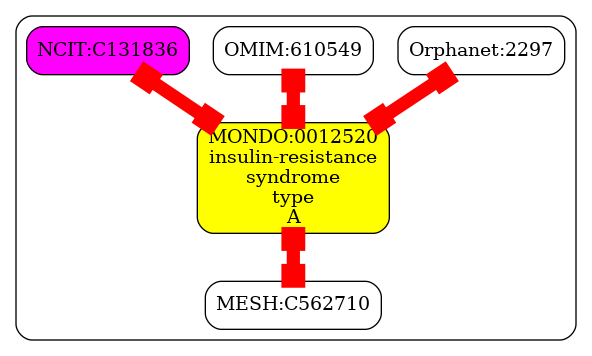 NCIT:C131836
OMIM:610549
Orphanet:2297
MONDO:0012520
insulin-resistance
syndrome
type
A
MESH:C562710